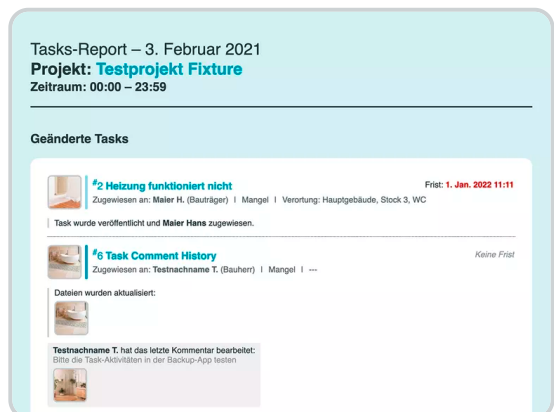 Tasks-Report – 3. Februar 2021
Projekt: Testprojekt Fixture
Zeitraum: 00:00 – 23:59
Geänderte Tasks
#2 Heizung funktioniert nicht
Frist: 1. Jan. 2022 11:11
Zugewiesen an: Maier H. (Bauträger) | Mangel | Verortung: Hauptgebäude, Stock 3, WC
Task wurde veröffentlicht und Maier Hans zugewiesen.
#6 Task Comment History
Keine Frist
Zugewiesen an: Testnachname T. (Bauherr) | Mangel | ---
Dateien wurden aktualisiert:
Testnachname T. hat das letzte Kommentar bearbeitet:
Bitte die Task-Aktivitäten in der Backup-App testen